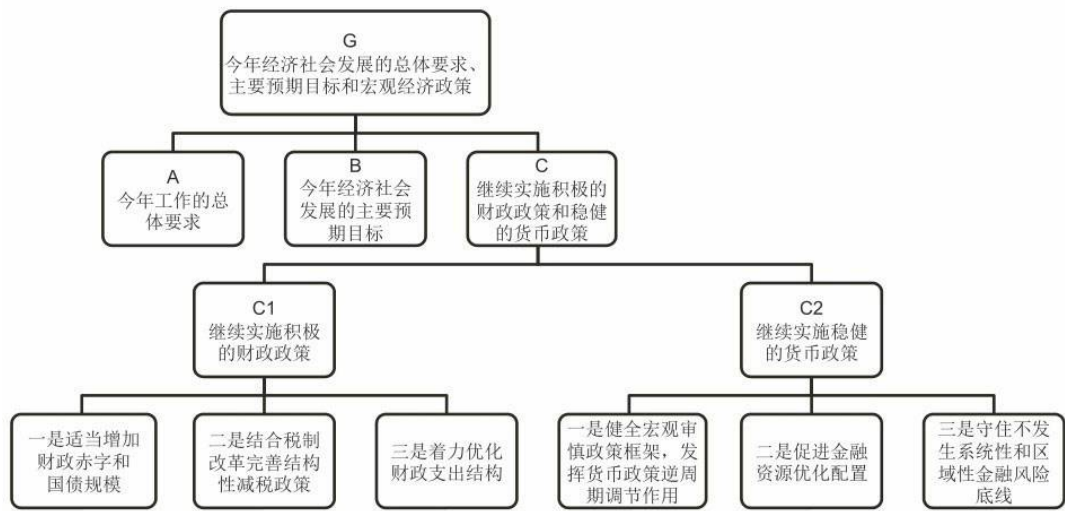 G
今年经济社会发展的总体要求、
主要预期目标和宏观经济政策
A
今年工作的总
体要求
B
今年经济社会
发展的主要预
期目标
C
继续实施积极的
财政政策和稳健
的货币政策
C1
继续实施积极
的财政政策
C2
继续实施稳健
的货币政策
一是适当增加
财政赤字和
国债规模
二是结合税制
改革完善结构
性减税政策
三是着力优化
财政支出结构
一是健全宏观审
慎政策框架，发
挥货币政策逆周
期调节作用
二是促进金融
资源优化配置
三是守住不发
生系统性和区
域性金融风险
底线